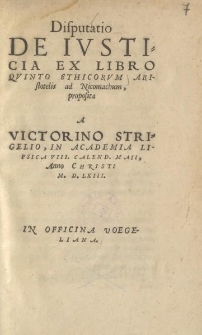 7
Disputatio
DE IVSTI-
CIA EX LIBRO
QVINTO ETHICORVM ARI-
stotelis ad Nicomachum,
proposita
A
VICTORINO STRI-
GELIO, IN ACADEMIA LI-
PSICA VIII. CALEND. MAII,
Anno CHRISTI
M. D. LXIII.
IN OFFICINA VOEGE-
LIANA.